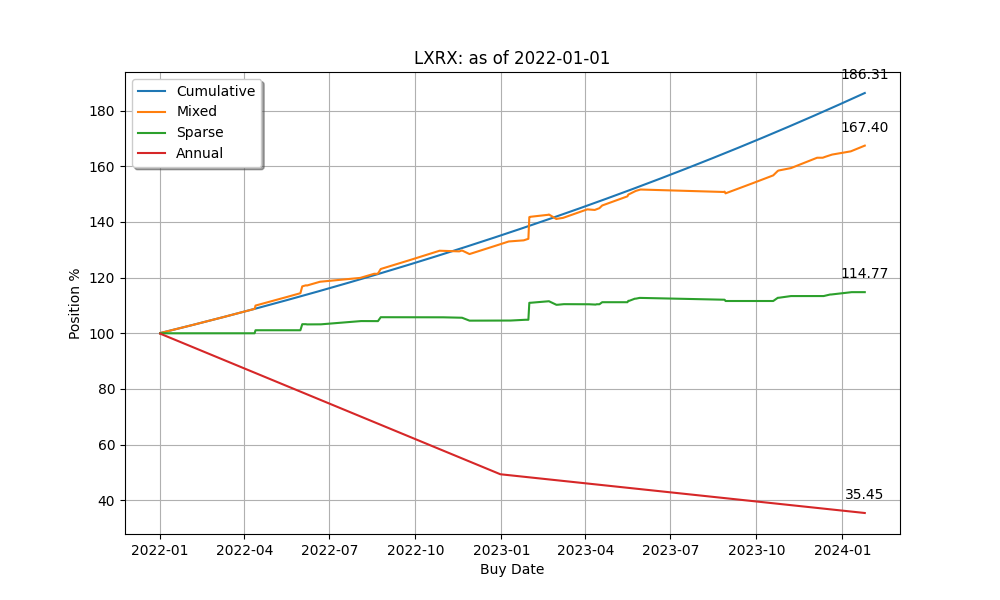 LXRX: as of 2022-01-01
Cumulative
Mixed
Sparse
Annual
186.31
167.40
114.77
35.45
Position %
180
160
140
120
100
80
60
40
2022-01 2022-04 2022-07 2022-10 2023-01 2023-04 2023-07 2023-10 2024-01
Buy Date